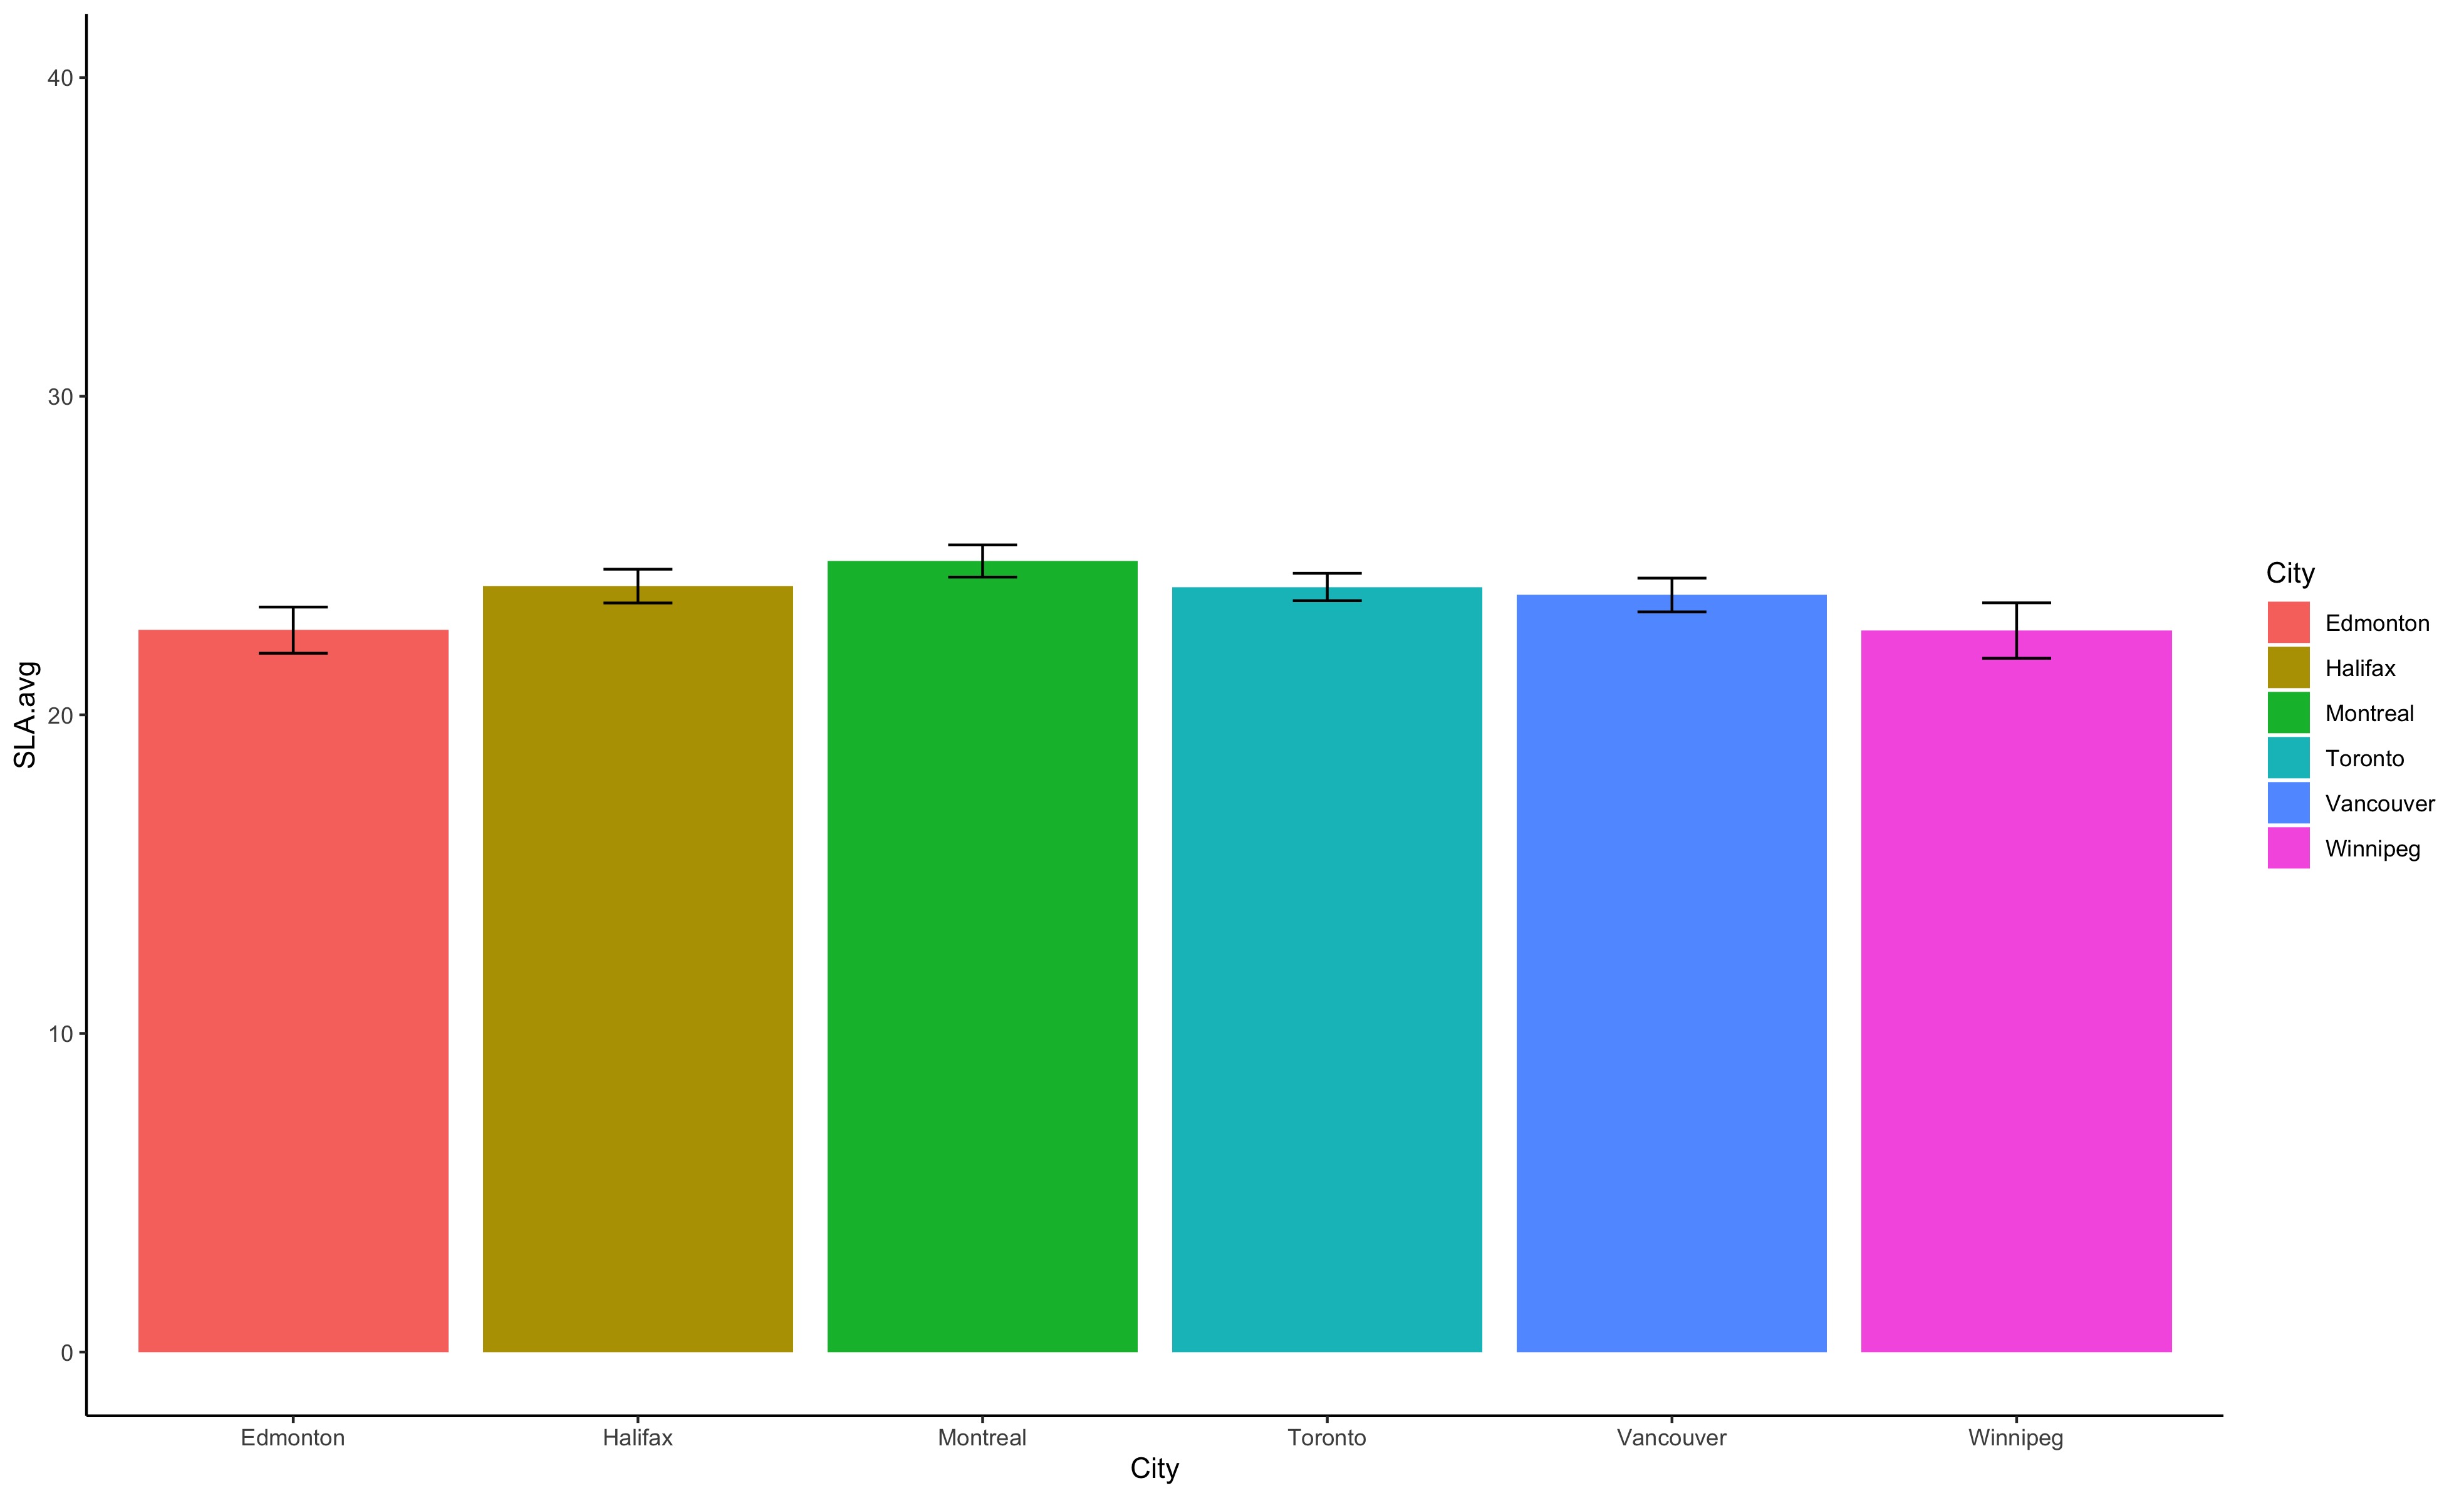 40
30
20
10
0
SLA.avg
Edmonton
Halifax
Montreal
Toronto
Vancouver
Winnipeg
City
City
Edmonton
Halifax
Montreal
Toronto
Vancouver
Winnipeg